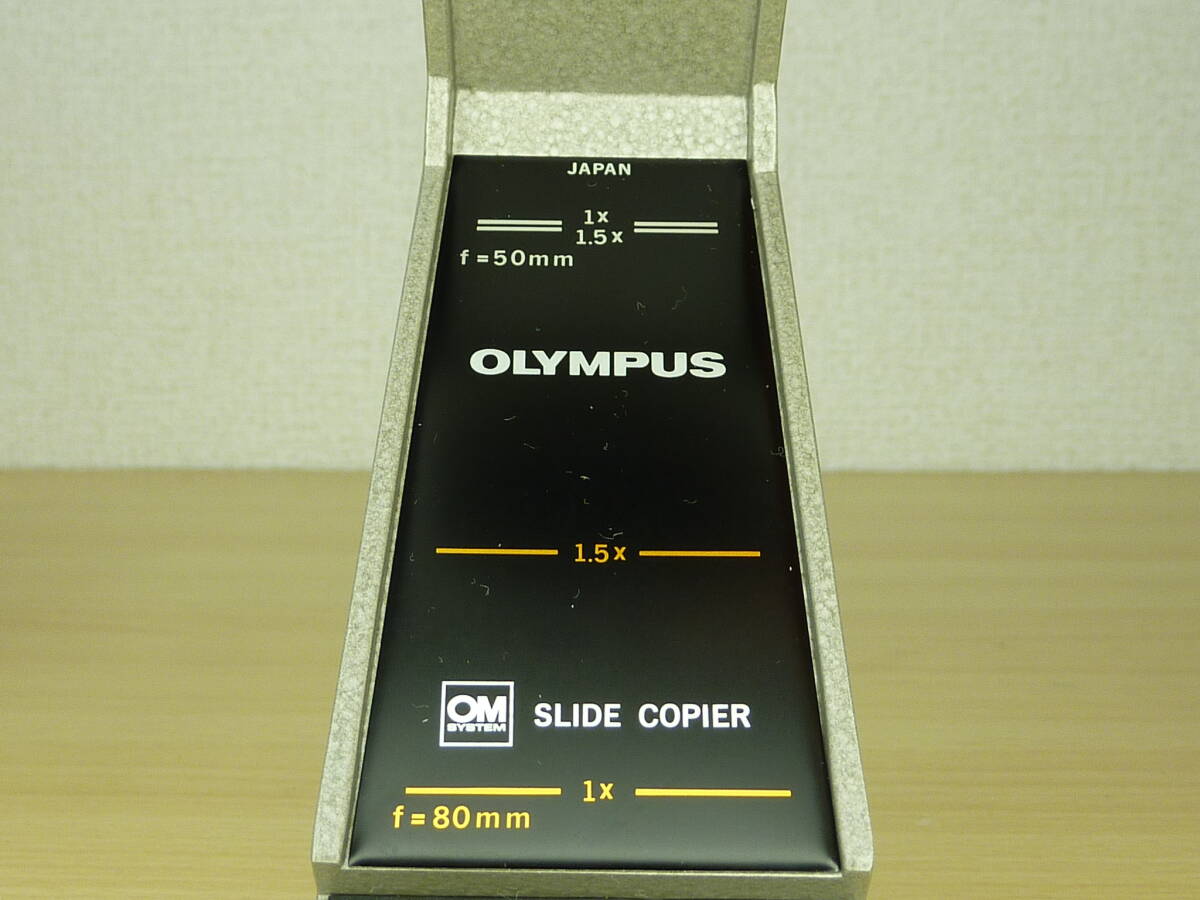 JAPAN
1x
1.5x
f=50mm
OLYMPUS
1.5x
OM
SYSTEM
SLIDE COPIER
1x
f=80mm